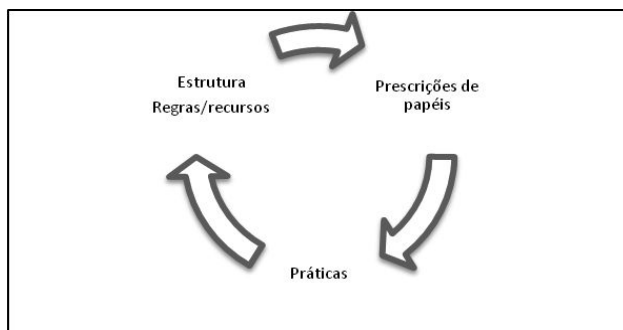 Estrutura
Regras/recursos
Prescrições de
papéis
Práticas